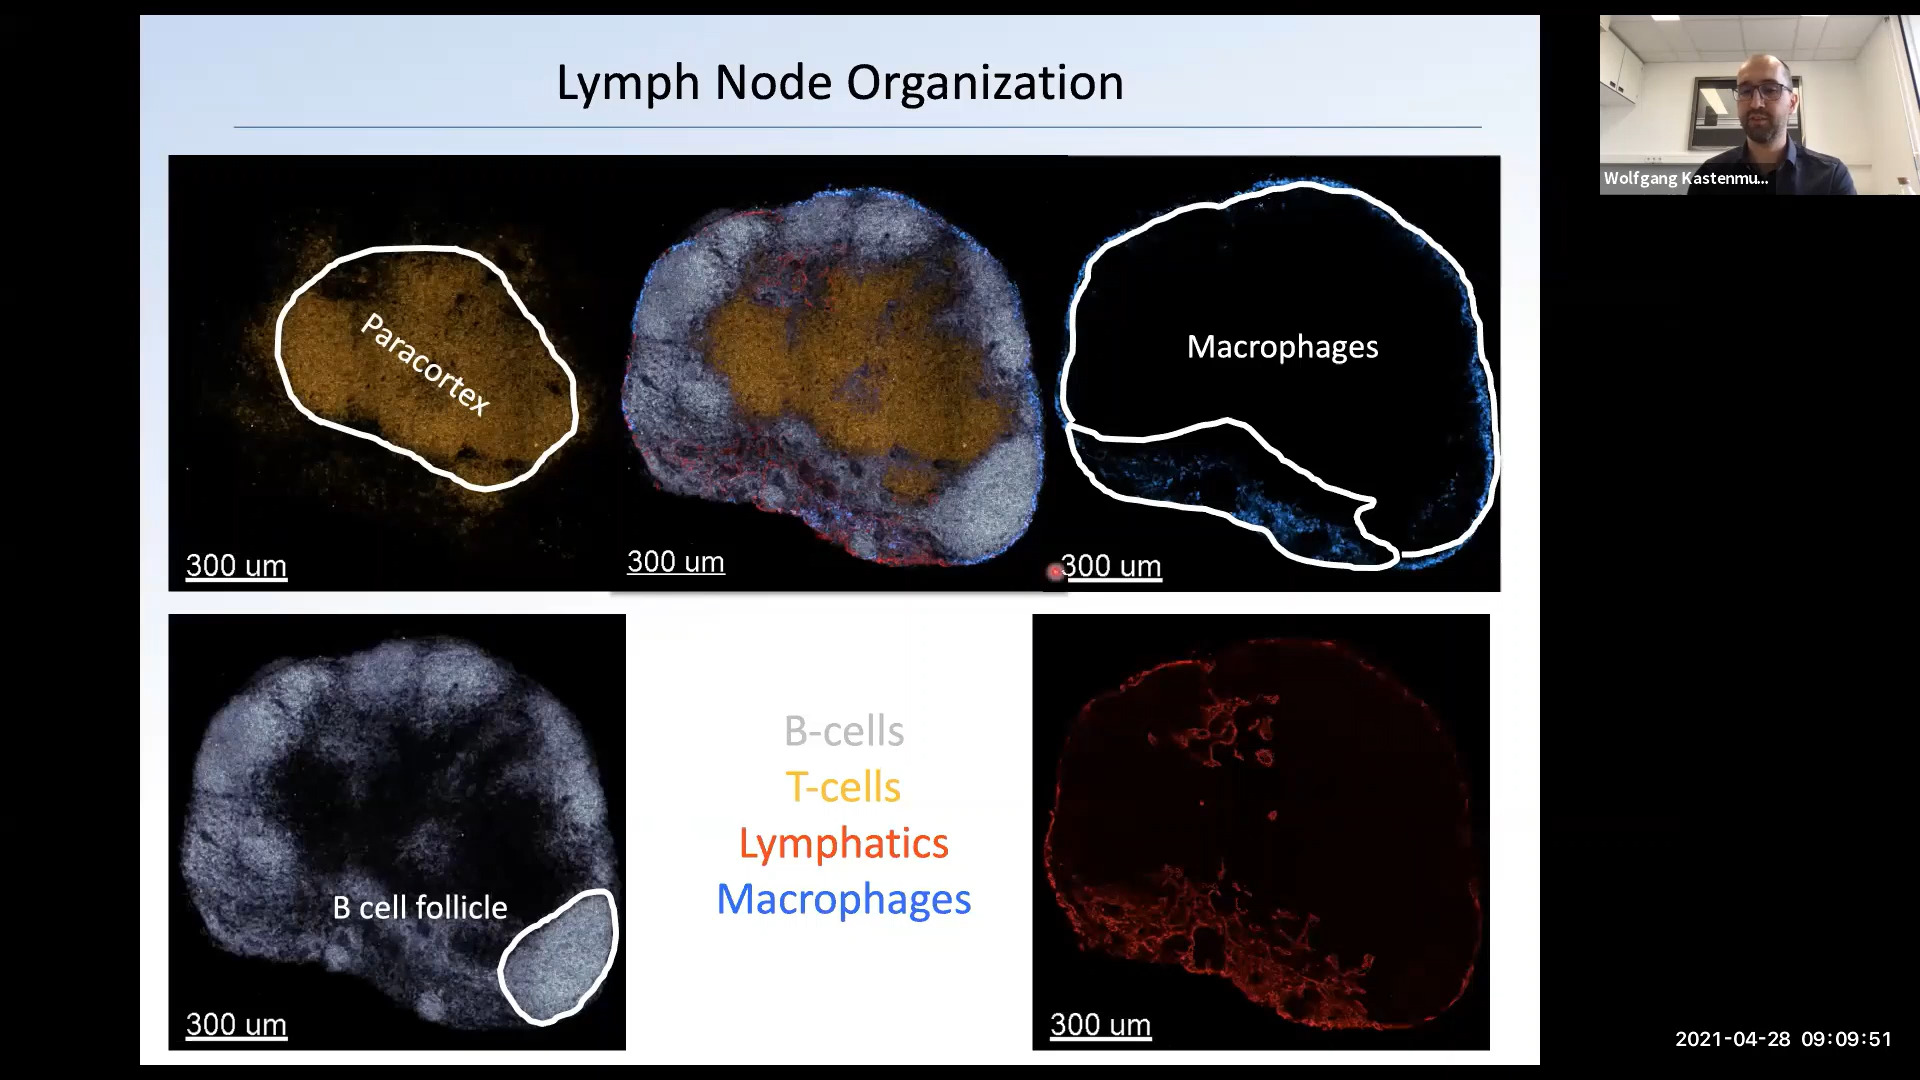 Lymph Node Organization
Wolfgang Kastenmu...
Paracortex
Macrophages
300 um
300 um
300 um
B-cells
T-cells
Lymphatics
Macrophages
B cell follicle
300 um
300 um
2021-04-28 09:09:51